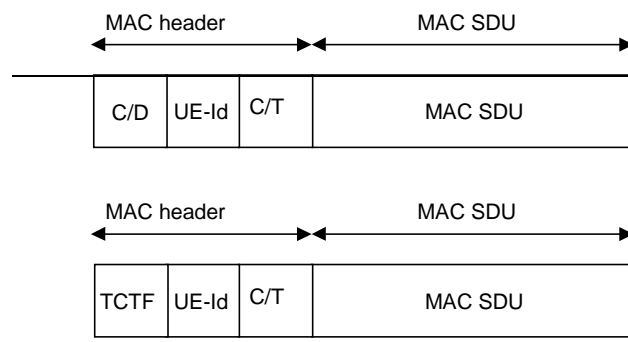 MAC header MAC SDU
C/D UE-Id C/T MAC SDU
MAC header MAC SDU
TCTF UE-Id C/T MAC SDU